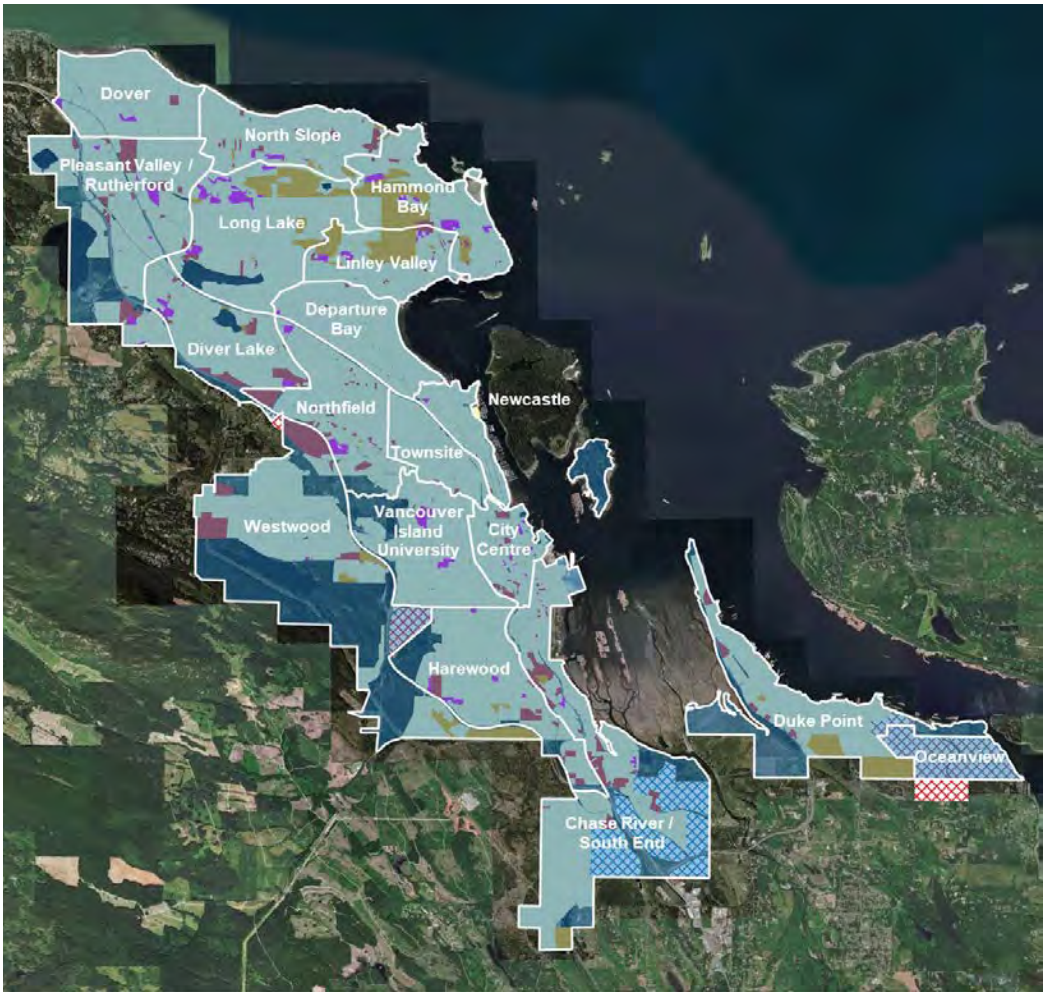 Dover
North Slope
Pleasant Valley /
Rutherford
Hammond
Bay
Long Lake
Linley Valley
Departure
Bay
Diver Lake
Newcastle
Northfield
Townsite
Vancouver
Island
University
City
Centre
Westwood
Harewood
Duke Point
Oceanview
Chase River /
South End